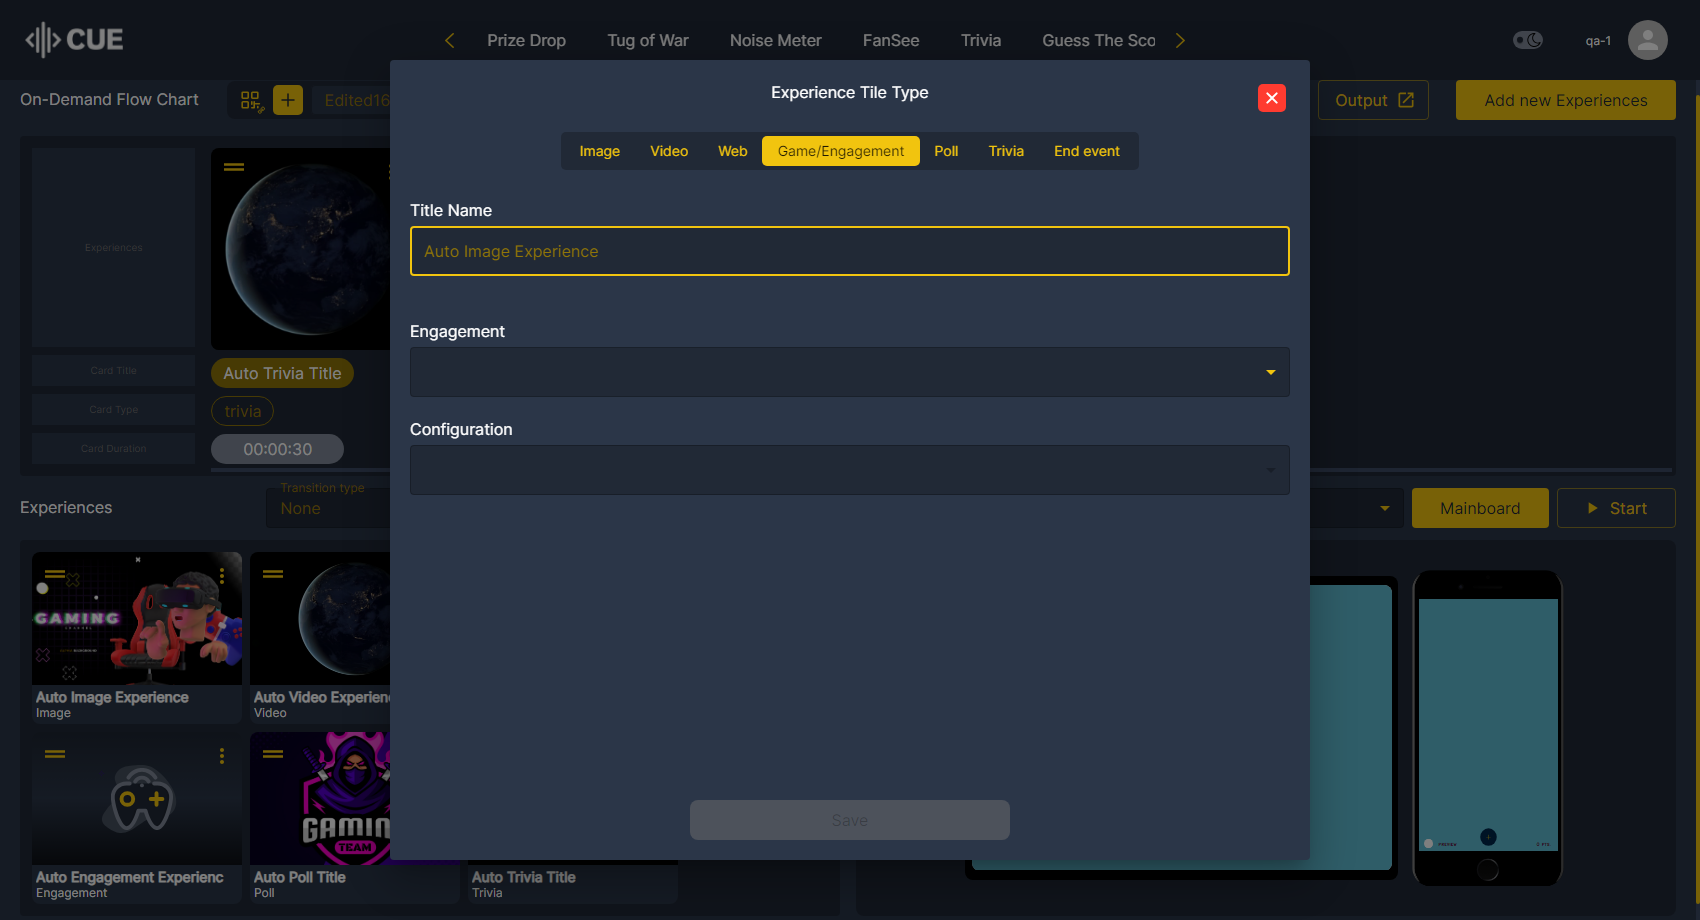 CUE
Prize Drop
Tug of War
Noise Meter
FanSee
Trivia
Guess The Sco
qa-1
On-Demand Flow Chart
Edited16
Output
Add new Experiences
Experience Tile Type
Image
Video
Web
Game/Engagement
Poll
Trivia
End event
Title Name
Auto Image Experience
Engagement
Configuration
Save
Experiences
Card Title
Card Type
Card Duration
Auto Trivia Title
trivia
00:00:30
Experiences
Transition type
None
Mainboard
Start
GAMING
Auto Image Experience
Image
Auto Video Experien
Video
Auto Engagement Experienc
Engagement
GAMIN
TEAM
Auto Poll Title
Poll
Auto Trivia Title
Trivia
PREVIEW